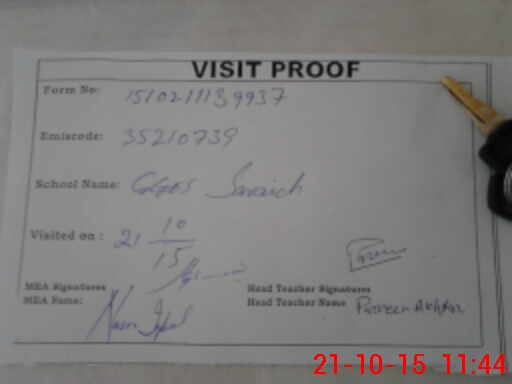 VISIT PROOF
Form No: 1510211139937
Emiscode: 35210739
School Name: GGES Saraich
Visited on : 21 10/15
MEA Signatures Head Teacher Signatures
MEA Name: Head Teacher Name Parveen Akhtar
21-10-15 11:44